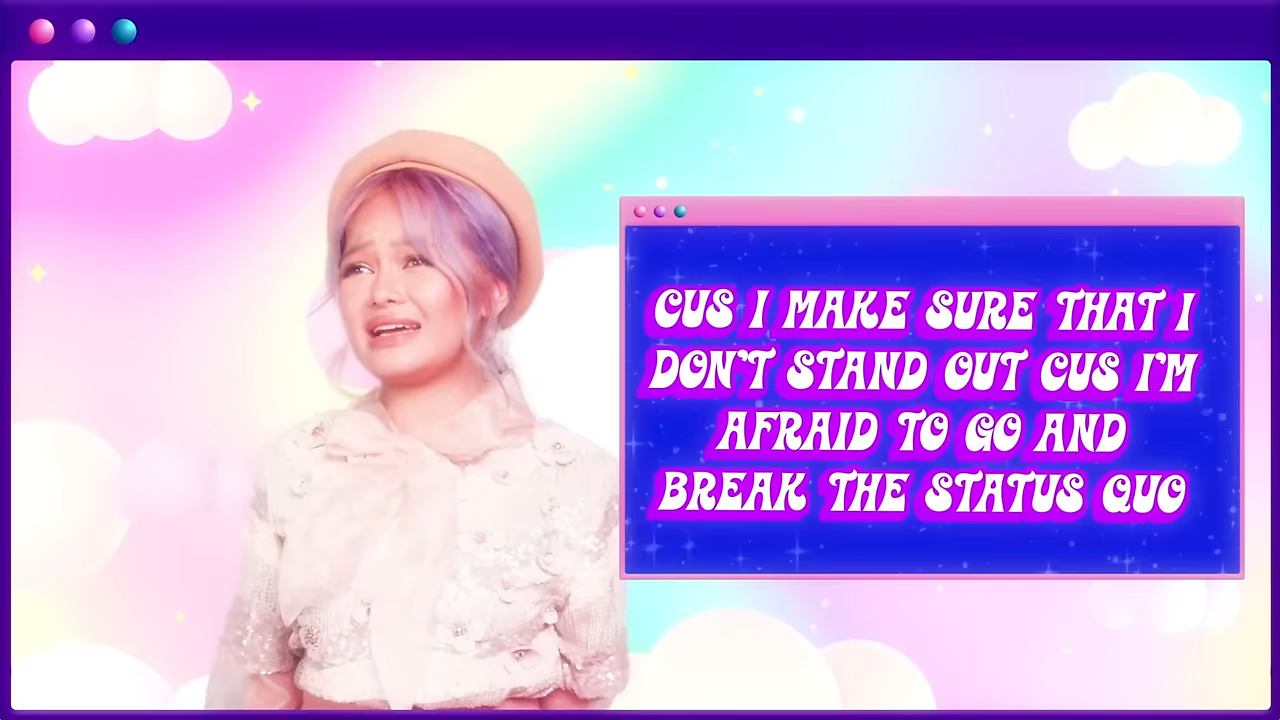 CUS I MAKE SURE THAT I
DON'T STAND OUT CUS I'M
AFRAID TO GO AND
BREAK THE STATUS QUO